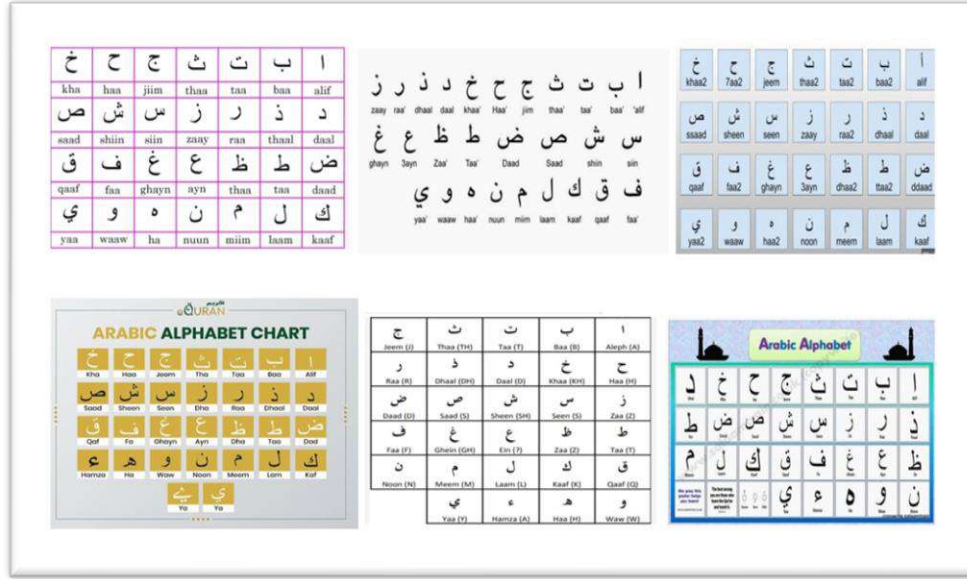 خ ح ج ث ت ب ا
kha haa jiim thaa taa baa alif
ص ش س ز ر ذ د
saad shiin siin zaay raa thaal daal
ق ف غ ع ظ ط ض
qaaf faa ghayn ayn thaa taa daad
ي و ه ن م ل ك
yaa waaw ha nuun miim laam kaaf
ا ب ت ث ج ح خ د ذ ر ز
zaay raa' dhaal daal khaa' Haa' jim thaa' taa' baa' 'alif
س ش ص ض ط ظ ع غ
ghayn 3ayn Zaa' Taa' Daad Saad shin siin
ف ق ك ل م ن ه و ي
yaa' waaw haa' nuun miim laam kaaf qaaf faa'
خ ح ج ث ت ب أ
khaa2 7aa2 jeem thaa2 taa2 baa2 alif
ص ش س ز ر ذ د
ssaad sheen seen zaay raa2 dhaal daal
ق ف غ ع ظ ط ض
qaaf faa2 ghayn 3ayn dhaa2 ttaa2 ddaad
ي و ه ن م ل ك
yaa2 waaw haa2 noon meem laam kaaf
QURAN
ARABIC ALPHABET CHART
خ ح ج ث ت ب ا
Kha Haa Jeem Tha Taa Baa Alif
ص ش س ز ر ذ د
Saad Sheen Seen Dha Raa Dhaal Daal
ق ف غ ع ظ ط ض
Qaf Fa Ghayn Ayn Dha Taa Dad
ء ه و ن م ل ك
Hamza Ha Waw Noon Meem Lam Kaf
ے ي
Ya Ya
ج ث ت ب ا
Jeem (J) Thaa (TH) Taa (T) Baa (B) Aleph (A)
ر ذ د خ ح
Raa (R) Dhaal (DH) Daal (D) Khaa (KH) Haa (H)
ض ص ش س ز
Daad (D) Saad (S) Sheen (SH) Seen (S) Zaa (Z)
ف غ ع ظ ط
Faa (F) Ghein (GH) Ein (?) Zaa (Z) Taa (T)
ن م ل ك ق
Noon (N) Meem (M) Laam (L) Kaaf (K) Qaaf (Q)
ي ء ه و
Yaa (Y) Hamza (A) Haa (H) Waw (W)
Arabic Alphabet
د خ ح ج ث ت ب ا
ط ض ص ش س ز ر ذ
م ل ك ق ف غ ع ظ
ي ء ه و ن